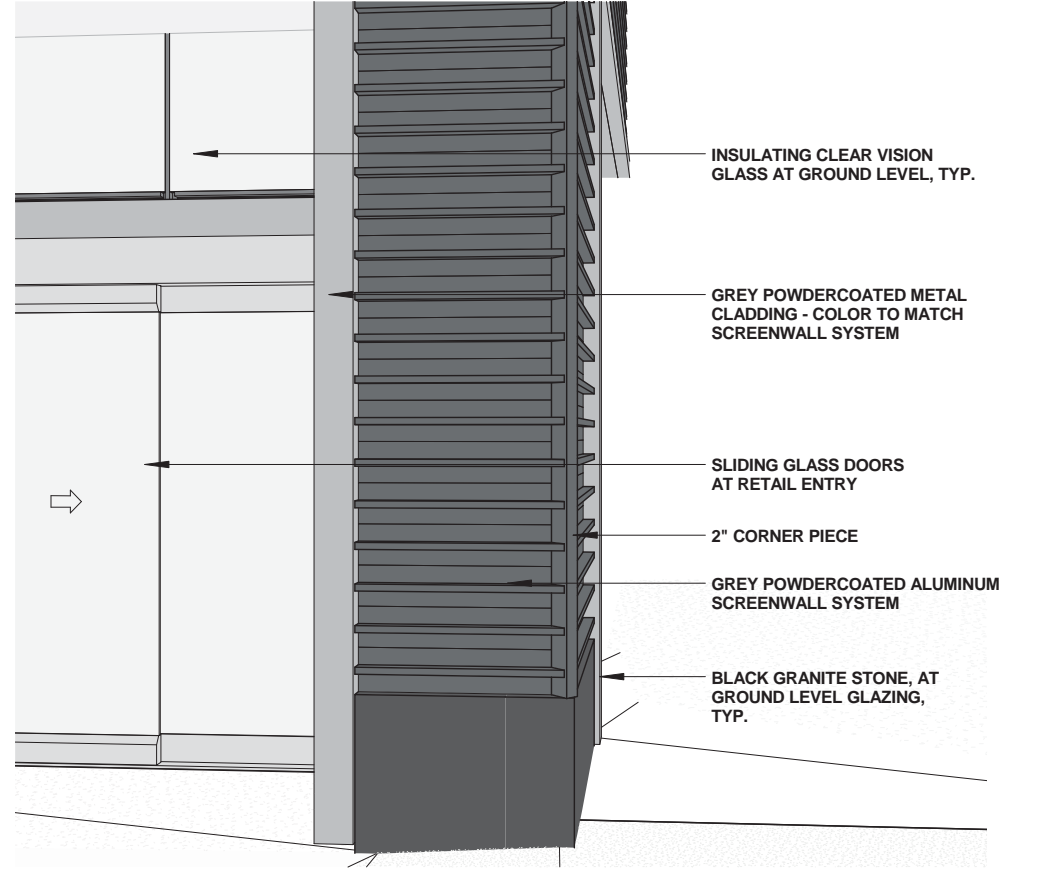 INSULATING CLEAR VISION
GLASS AT GROUND LEVEL, TYP.
GREY POWDERCOATED METAL
CLADDING - COLOR TO MATCH
SCREENWALL SYSTEM
SLIDING GLASS DOORS
AT RETAIL ENTRY
2" CORNER PIECE
GREY POWDERCOATED ALUMINUM
SCREENWALL SYSTEM
BLACK GRANITE STONE, AT
GROUND LEVEL GLAZING,
TYP.